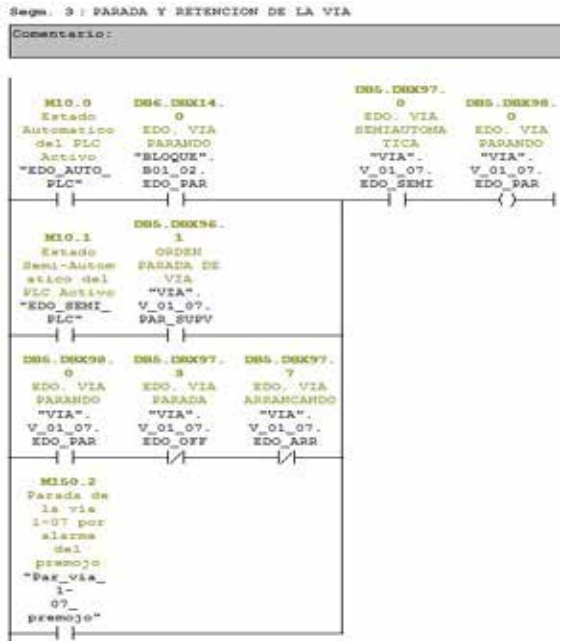 Segm. 3 : PARADA Y RETENCION DE LA VIA
Comentario:
M10.0
Estado
Automatico
del PLC
Activo
"EDO_AUTO_
PLC"
DB6.DBX14.
0
EDO. VIA
PARANDO
"BLOQUE".
B01_02.
EDO_PAR
DB5.DBX97.
0
EDO. VIA
SEMIAUTOMA
TICA
"VIA".
V_01_07.
EDO_SEMI
DB5.DBX98.
0
EDO. VIA
PARANDO
"VIA".
V_01_07.
EDO_PAR
M10.1
Estado
Semi-Autom
atico del
PLC Activo
"EDO_SEMI_
PLC"
DB5.DBX96.
1
ORDEN
PARADA DE
VIA
"VIA".
V_01_07.
PAR_SUPV
DB5.DBX98.
0
EDO. VIA
PARANDO
"VIA".
V_01_07.
EDO_PAR
DB5.DBX97.
3
EDO. VIA
PARADA
"VIA".
V_01_07.
EDO_OFF
DB5.DBX97.
7
EDO. VIA
ARRANCANDO
"VIA".
V_01_07.
EDO_ARR
M150.2
Parada de
la via
1-07 por
alarma
del
premojo
"Par_via_
1-
07_
premojo"